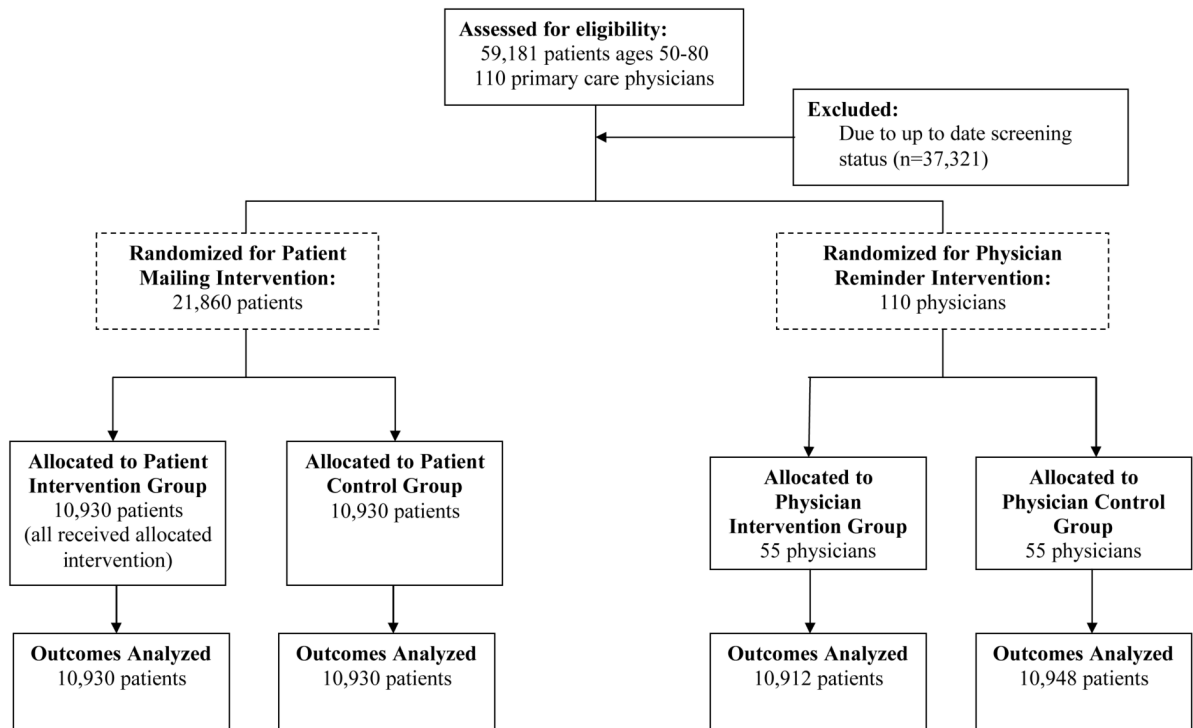 Assessed for eligibility:
59,181 patients ages 50-80
110 primary care physicians
Excluded:
Due to up to date screening
status (n=37,321)
Randomized for Patient
Mailing Intervention:
21,860 patients
Randomized for Physician
Reminder Intervention:
110 physicians
Allocated to Patient
Intervention Group
10,930 patients
(all received allocated
intervention)
Allocated to Patient
Control Group
10,930 patients
Allocated to
Physician
Intervention Group
55 physicians
Allocated to
Physician Control
Group
55 physicians
Outcomes Analyzed
10,930 patients
Outcomes Analyzed
10,930 patients
Outcomes Analyzed
10,912 patients
Outcomes Analyzed
10,948 patients